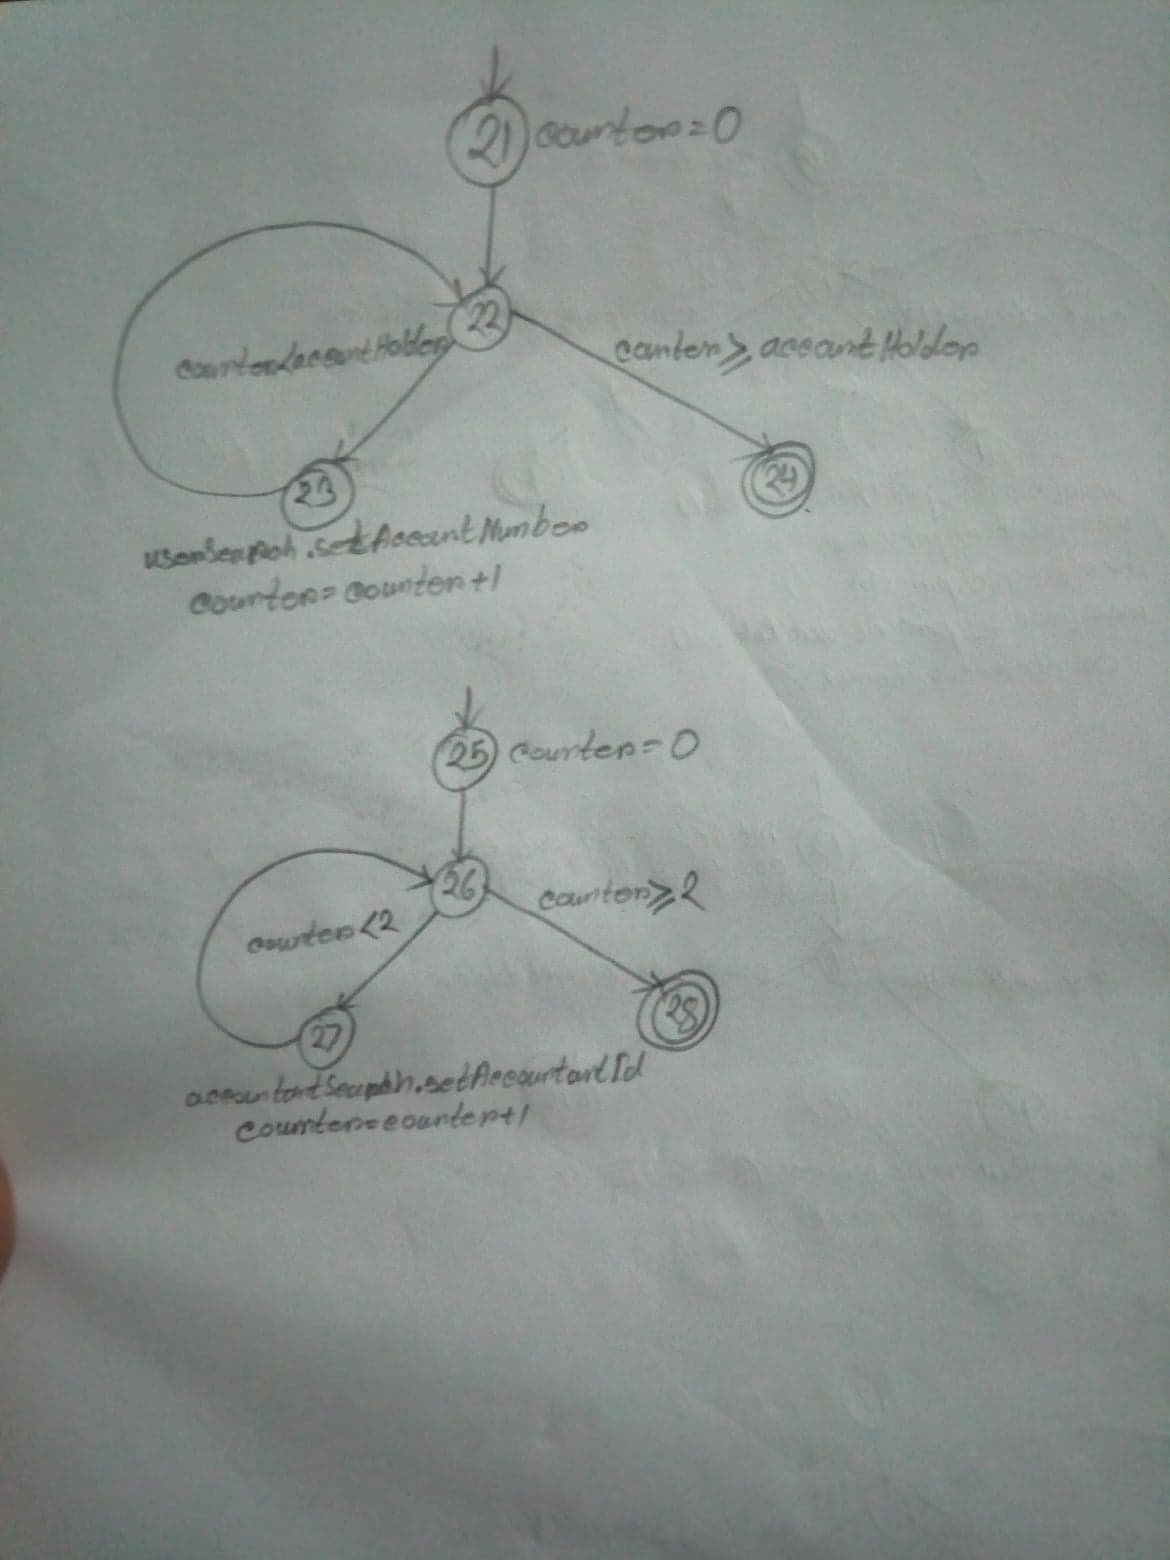 21 counter=0
22
counter<accountHolder
counter≥accountHolder
23
24
userSearch.setAccountNumber
counter=counter+1
25 counter=0
26
counter≥2
counter<2
28
27
accountantSearch.setAccountantId
counter=counter+1